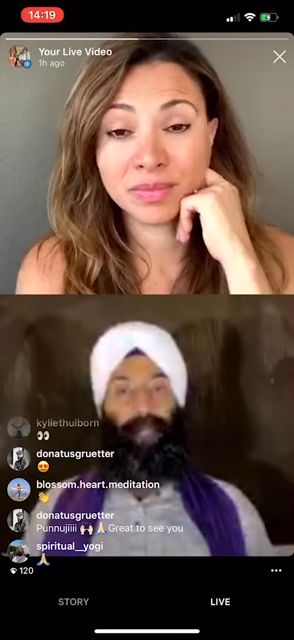 14:19
Your Live Video
1h ago
kyliethulborn
donatusgruetter
blossom.heart.meditation
donatusgruetter
Punnujiiii 🙌🏻🙏🏻 Great to see you
spiritual__yogi
120
STORY
LIVE